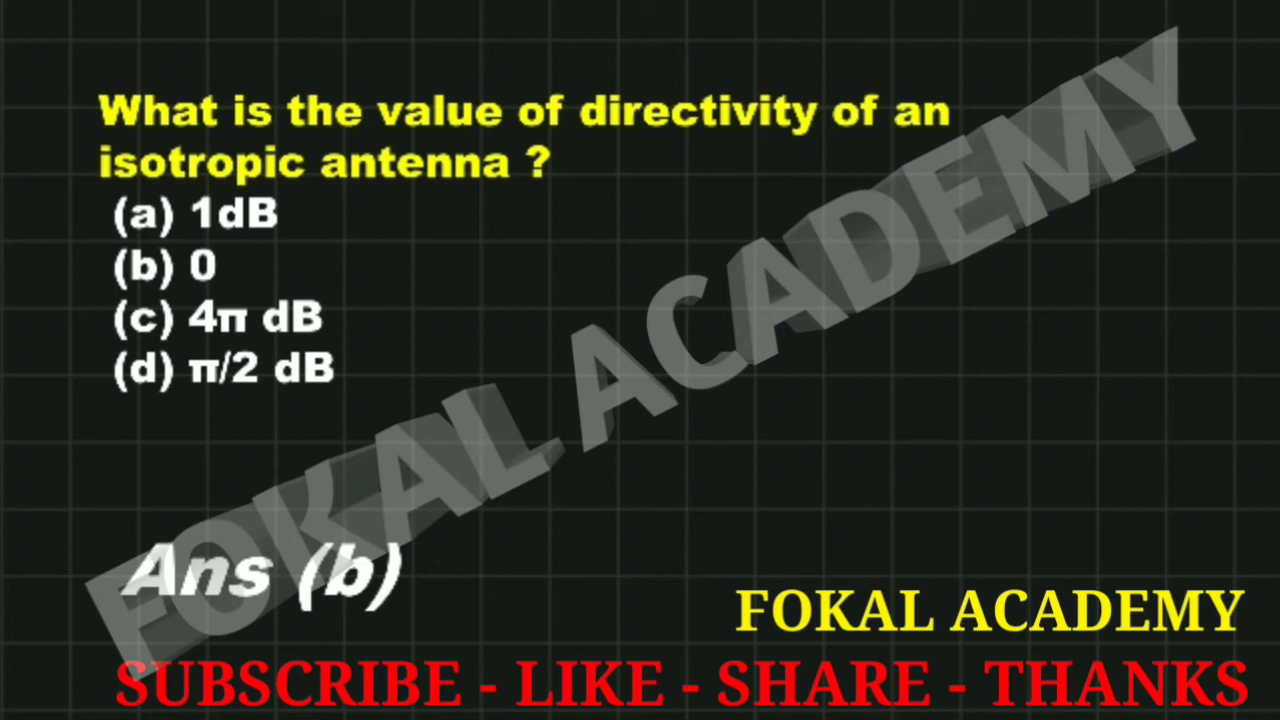 What is the value of directivity of an
isotropic antenna ?
(a) 1dB
(b) 0
(c) 4π dB
(d) π/2 dB
FOKAL ACADEMY
Ans (b)
FOKAL ACADEMY
SUBSCRIBE - LIKE - SHARE - THANKS